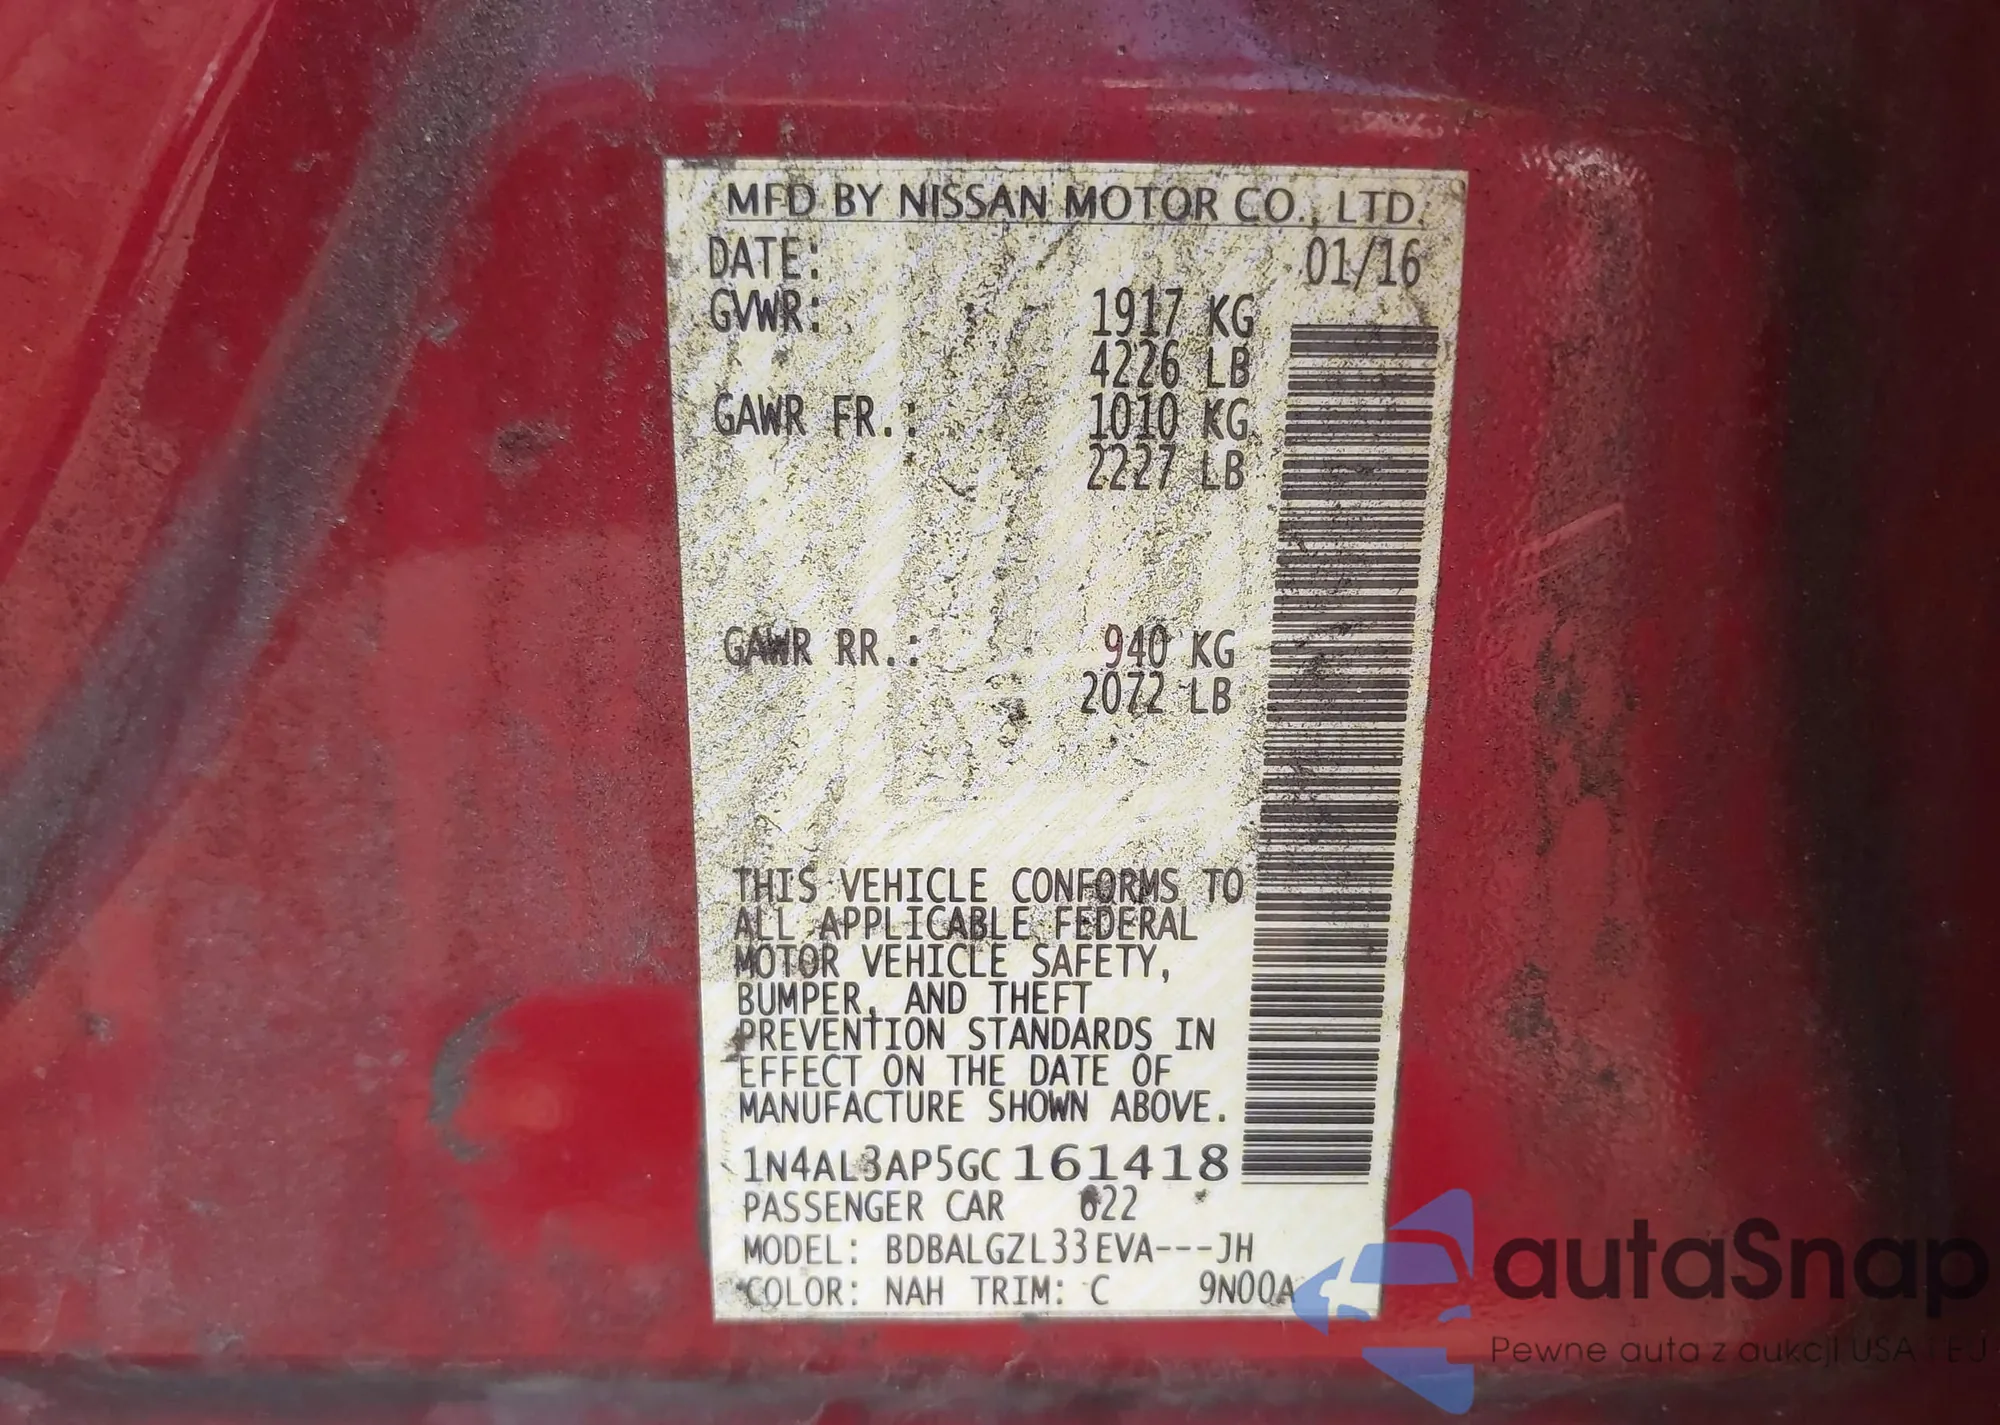 MFD BY NISSAN MOTOR CO., LTD.
DATE: 01/16
GVWR: 1917 KG
4226 LB
GAWR FR.: 1010 KG
2227 LB
GAWR RR.: 940 KG
2072 LB
THIS VEHICLE CONFORMS TO
ALL APPLICABLE FEDERAL
MOTOR VEHICLE SAFETY,
BUMPER, AND THEFT
PREVENTION STANDARDS IN
EFFECT ON THE DATE OF
MANUFACTURE SHOWN ABOVE.
1N4AL3AP5GC161418
PASSENGER CAR 622
MODEL: BDBALGZL33EVA---JH
COLOR: NAH TRIM: C 9N00A
autaSnap
Pewne auta z aukcji USA i EJ